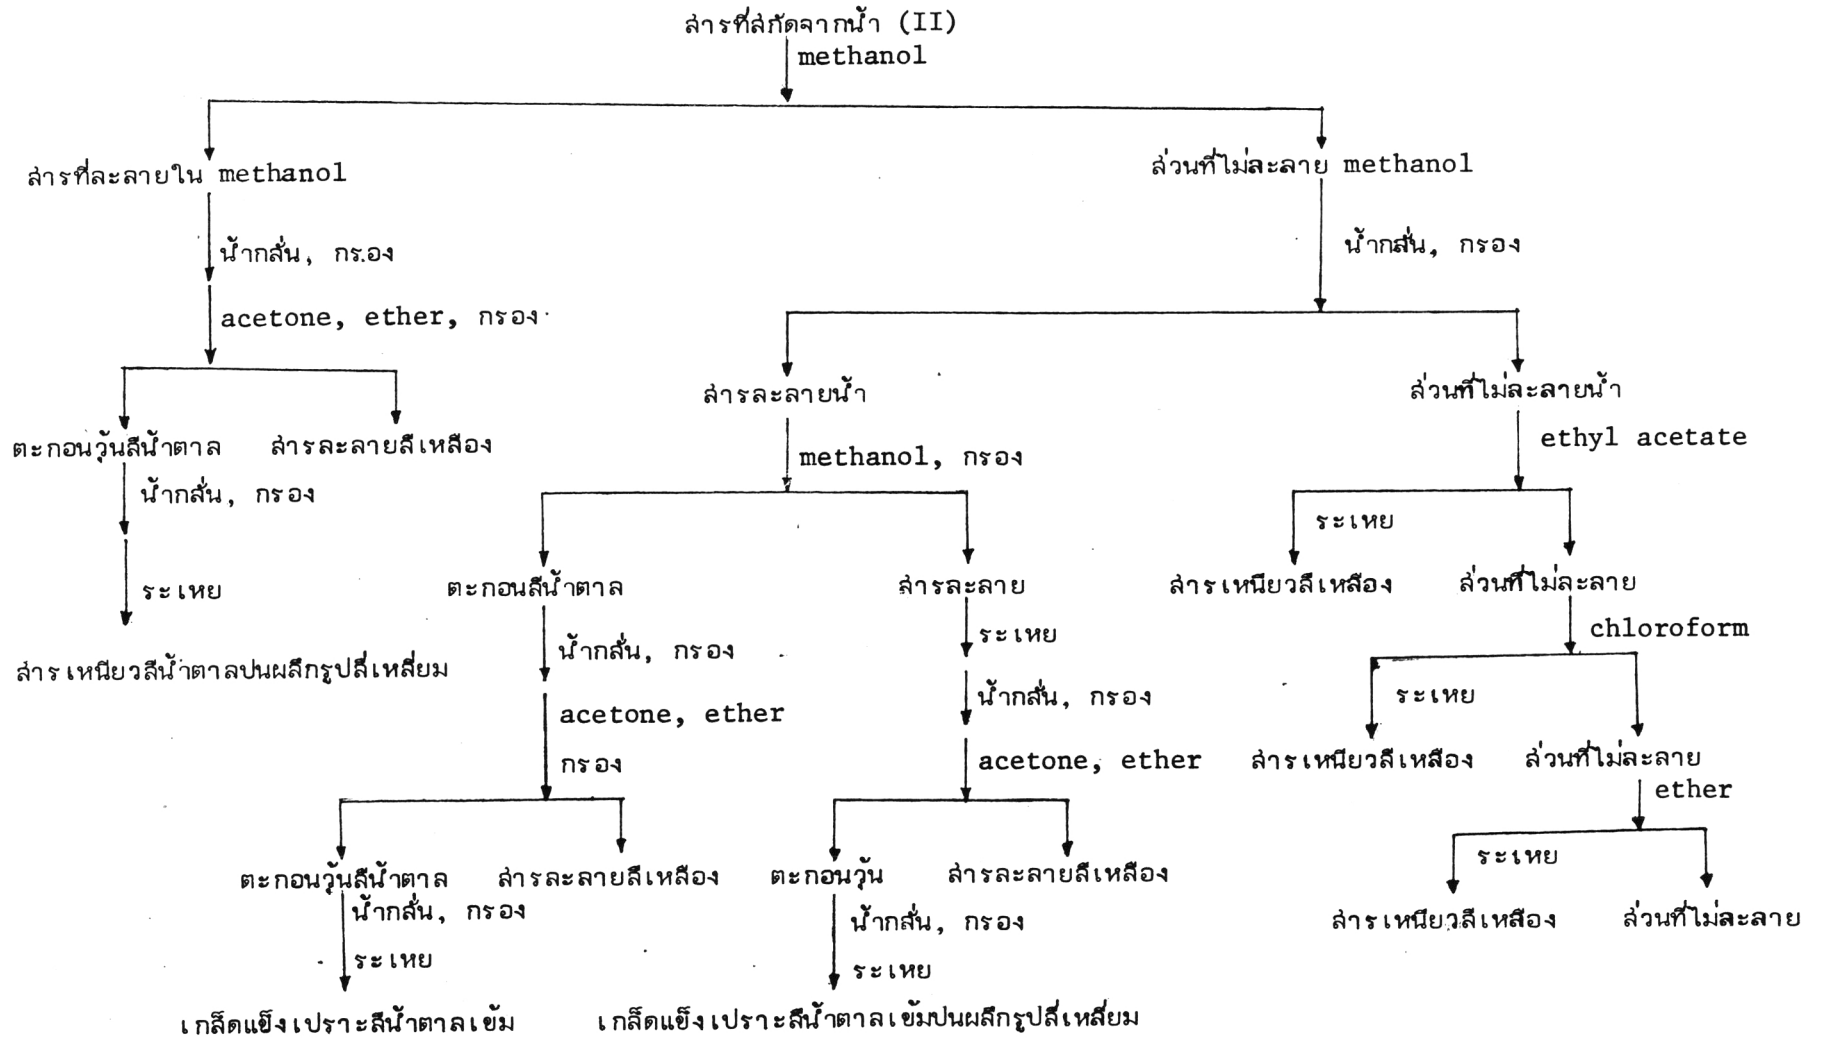 สารที่สกัดจากน้ำ (II)
methanol
สารที่ละลายใน methanol
ส่วนที่ไม่ละลาย methanol
น้ำกลั่น, กรอง
น้ำกลั่น, กรอง
acetone, ether, กรอง
สารละลายน้ำ
ส่วนที่ไม่ละลายน้ำ
ตะกอนวุ้นสีน้ำตาล
สารละลายสีเหลือง
methanol, กรอง
ethyl acetate
น้ำกลั่น, กรอง
ระเหย
ระเหย
ตะกอนสีน้ำตาล
สารละลาย
สารเหนียวสีเหลือง
ส่วนที่ไม่ละลาย
chloroform
น้ำกลั่น, กรอง
ระเหย
สารเหนียวสีน้ำตาลปนผลึกรูปสี่เหลี่ยม
น้ำกลั่น, กรอง
ระเหย
acetone, ether
กรอง
acetone, ether
สารเหนียวสีเหลือง
ส่วนที่ไม่ละลาย
ether
ตะกอนวุ้นสีน้ำตาล
สารละลายสีเหลือง
ตะกอนวุ้น
สารละลายสีเหลือง
ระเหย
น้ำกลั่น, กรอง
น้ำกลั่น, กรอง
สารเหนียวสีเหลือง
ส่วนที่ไม่ละลาย
ระเหย
ระเหย
เกล็ดแข็งเปราะสีน้ำตาลเข้ม
เกล็ดแข็งเปราะสีน้ำตาลเข้มปนผลึกรูปสี่เหลี่ยม